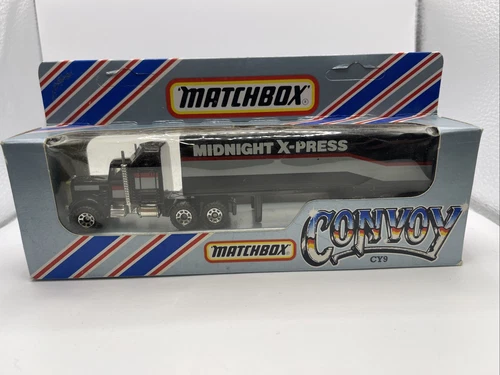 MATCHBOX®
MIDNIGHT X-PRESS
MATCHBOX
CONVOY
CY9